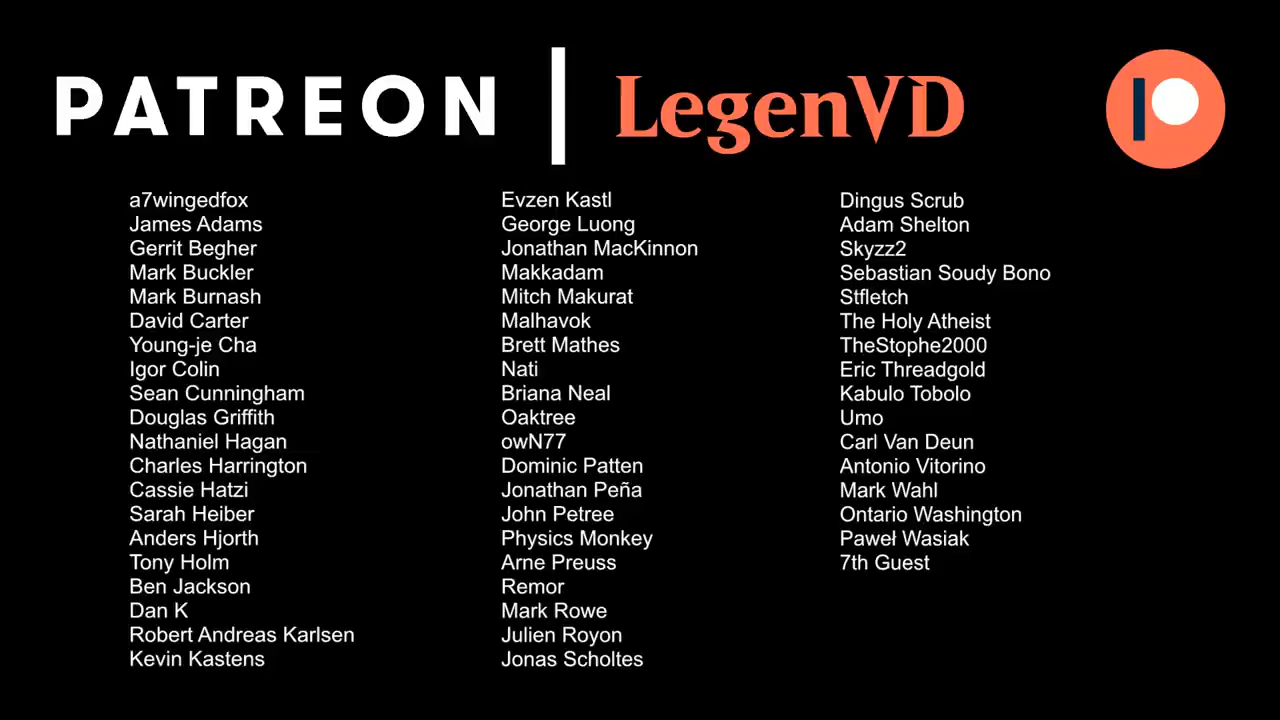 PATREON | LegenVD
a7wingedfox
James Adams
Gerrit Begher
Mark Buckler
Mark Burnash
David Carter
Young-je Cha
Igor Colin
Sean Cunningham
Douglas Griffith
Nathaniel Hagan
Charles Harrington
Cassie Hatzi
Sarah Heiber
Anders Hjorth
Tony Holm
Ben Jackson
Dan K
Robert Andreas Karlsen
Kevin Kastens
Evzen Kastl
George Luong
Jonathan MacKinnon
Makkadam
Mitch Makurat
Malhavok
Brett Mathes
Nati
Briana Neal
Oaktree
owN77
Dominic Patten
Jonathan Peña
John Petree
Physics Monkey
Arne Preuss
Remor
Mark Rowe
Julien Royon
Jonas Scholtes
Dingus Scrub
Adam Shelton
Skyzz2
Sebastian Soudy Bono
Stfletch
The Holy Atheist
TheStophe2000
Eric Threadgold
Kabulo Tobolo
Umo
Carl Van Deun
Antonio Vitorino
Mark Wahl
Ontario Washington
Paweł Wasiak
7th Guest